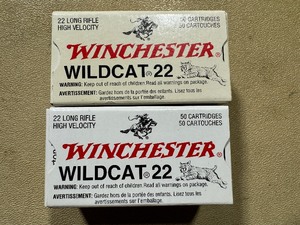 22 LONG RIFLE
HIGH VELOCITY
50 CARTRIDGES
50 CARTOUCHES
WINCHESTER
WILDCAT 22
WARNING: Keep out of reach of children. Read all warnings on package.
AVERTISSEMENT: Gardez hors de la portée des enfants. Lisez tous les
avertissements sur l'emballage.
22 LONG RIFLE
HIGH VELOCITY
50 CARTRIDGES
50 CARTOUCHES
WINCHESTER
WILDCAT 22
WARNING: Keep out of reach of children. Read all warnings on package.
AVERTISSEMENT: Gardez hors de la portée des enfants. Lisez tous les
avertissements sur l'emballage.